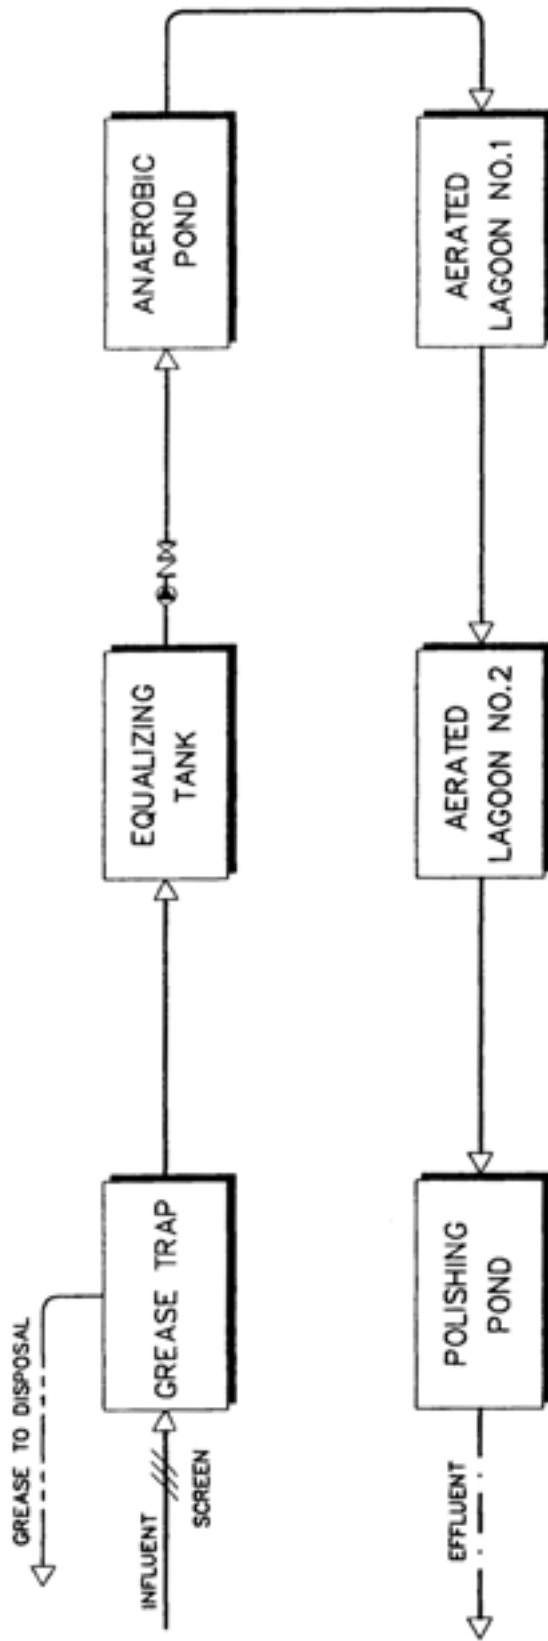 GREASE TO DISPOSAL
INFLUENT
SCREEN
GREASE TRAP
EQUALIZING
TANK
ANAEROBIC
POND
AERATED
LAGOON NO.1
AERATED
LAGOON NO.2
POLISHING
POND
EFFLUENT